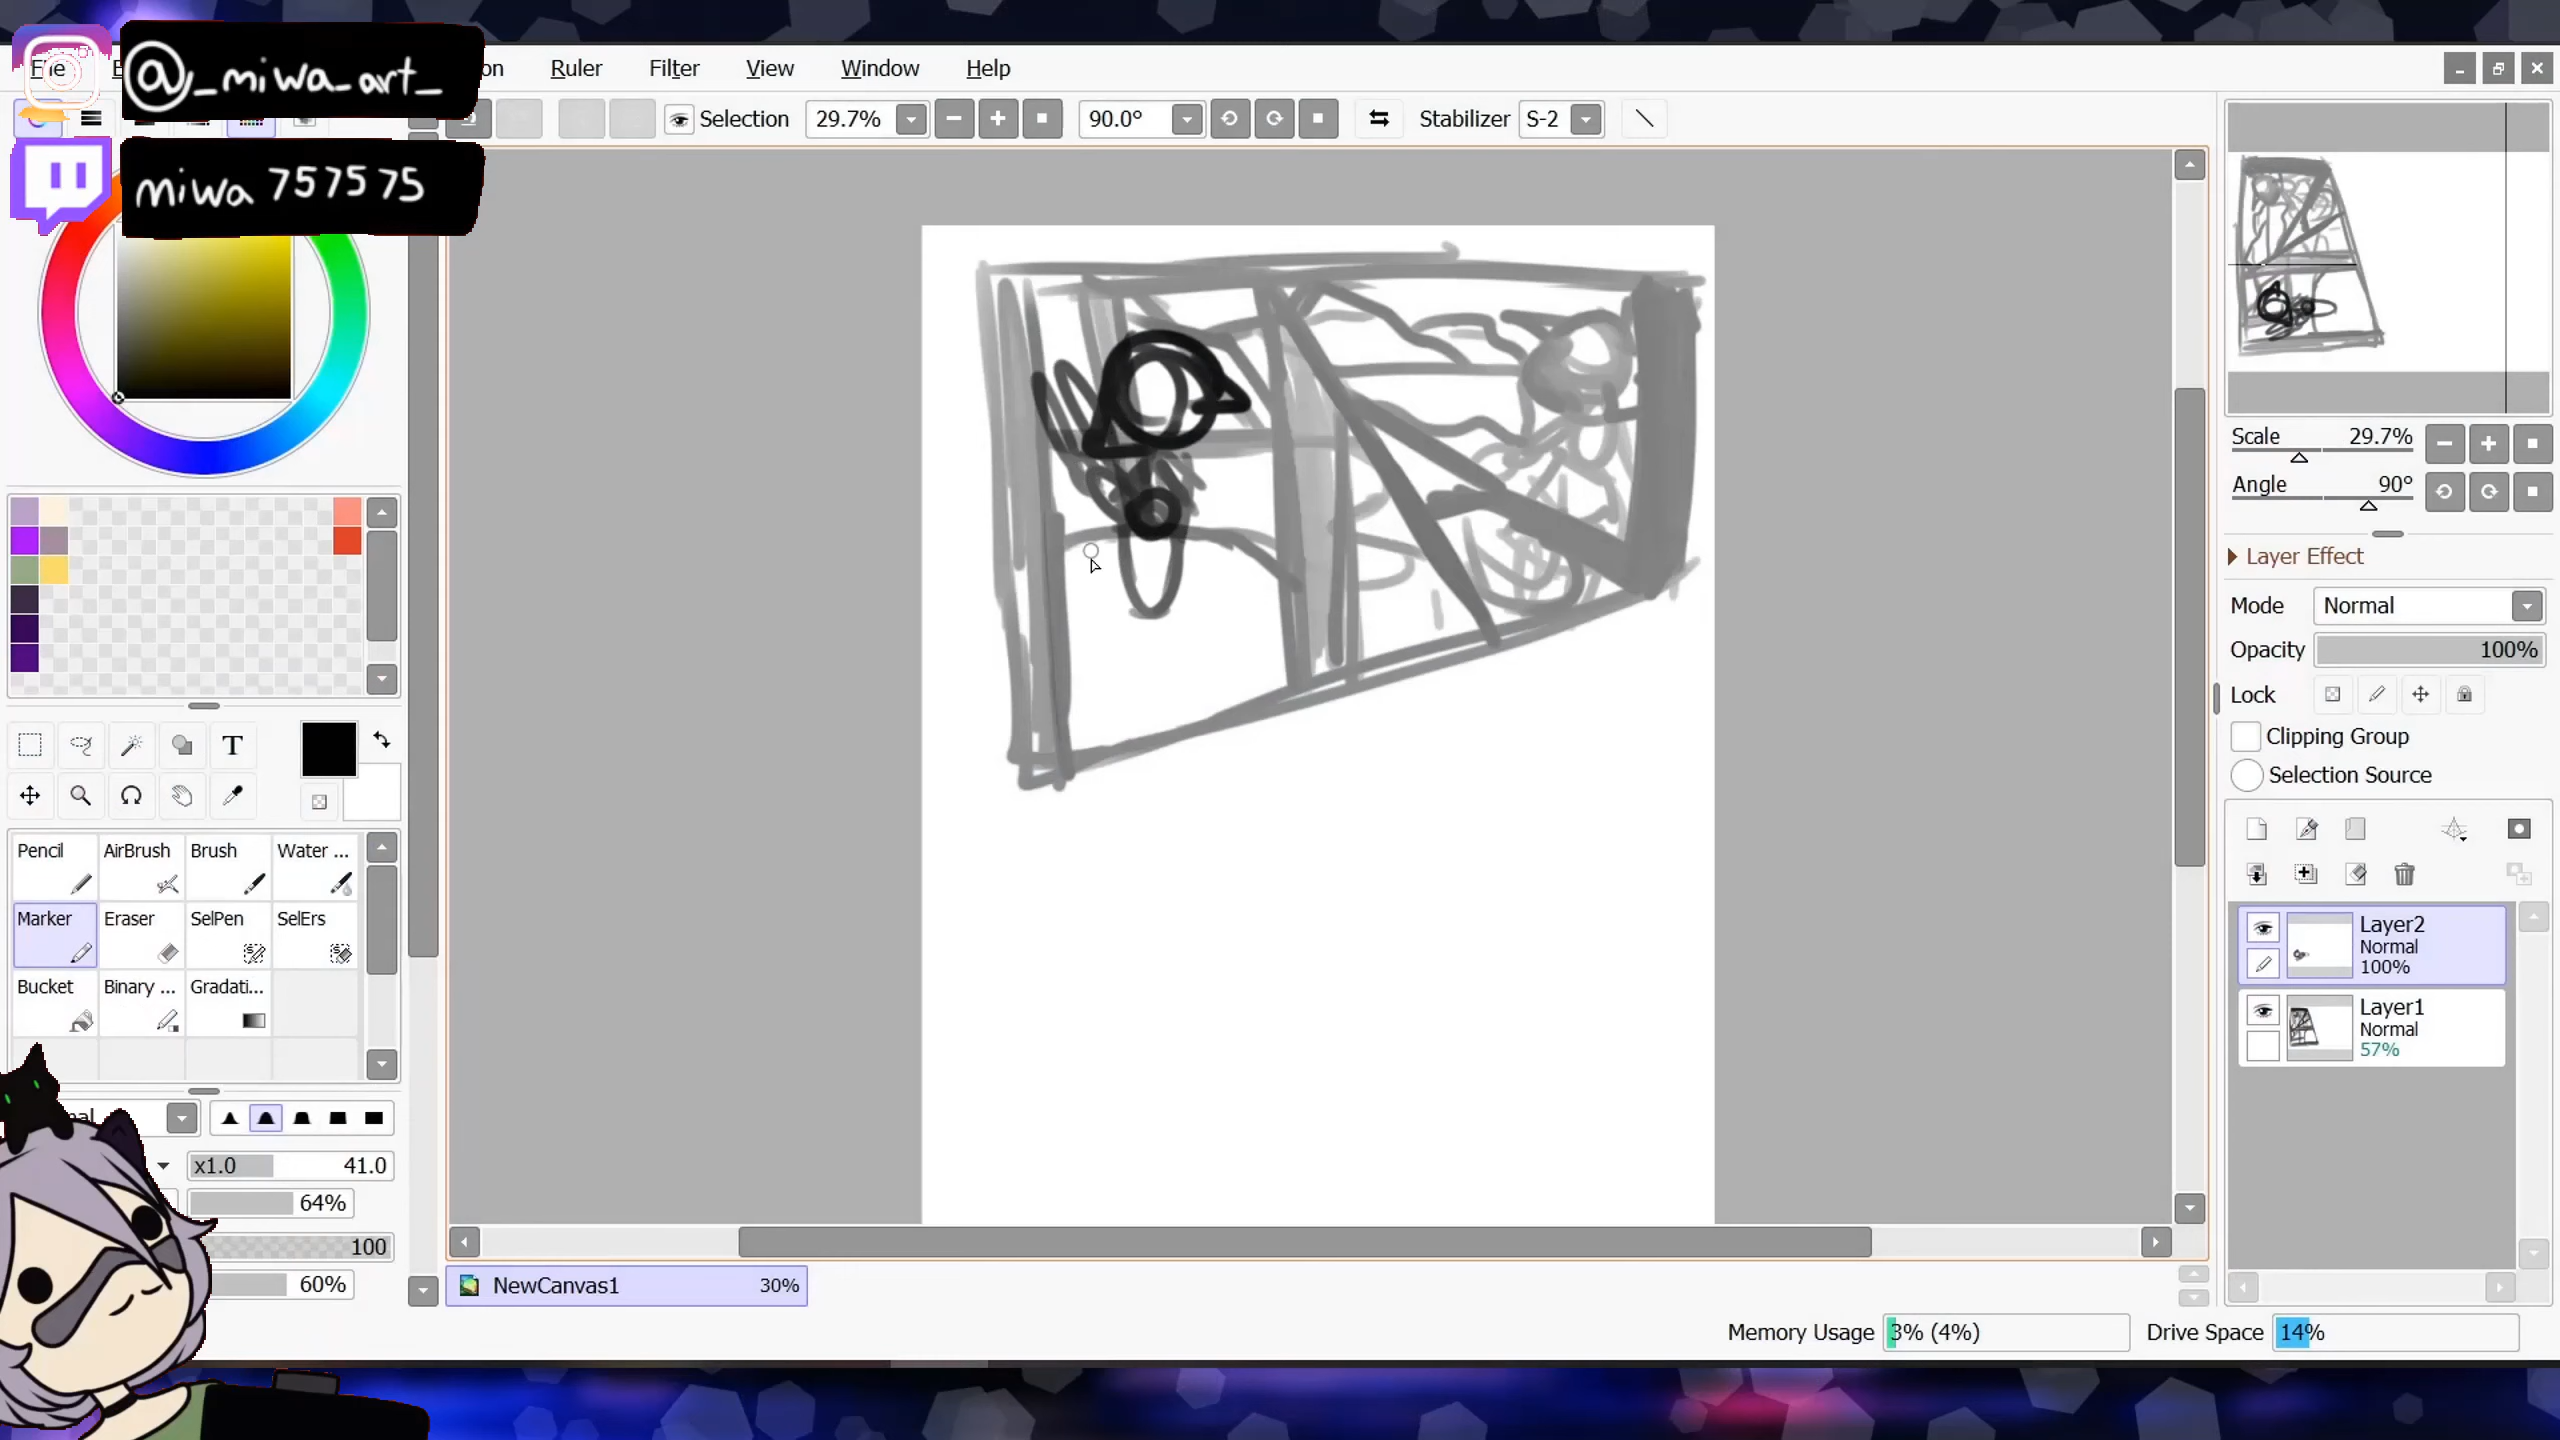 @_miwa_art_
miwa 757575
File
on Ruler Filter View Window Help
Selection 29.7% 90.0° Stabilizer S-2
Scale 29.7%
Angle 90°
Layer Effect
Mode Normal
Opacity 100%
Lock
Clipping Group
Selection Source
T
Pencil AirBrush Brush Water ...
Marker Eraser SelPen SelErs
Bucket Binary ... Gradati...
x1.0 41.0
64%
100
60%
Layer2
Normal
100%
Layer1
Normal
57%
NewCanvas1 30%
Memory Usage 3% (4%) Drive Space 14%